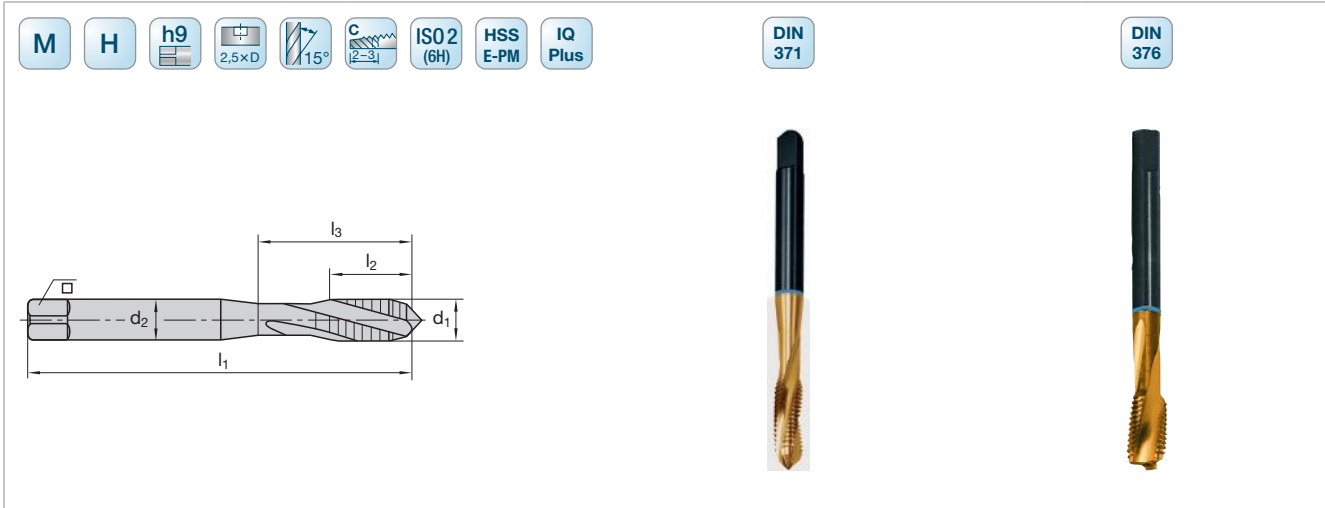 M
H
h9
2,5×D
15°
C
2–3
ISO 2
(6H)
HSS
E-PM
IQ
Plus
DIN
371
DIN
376
l3
l2
d2
d1
l1